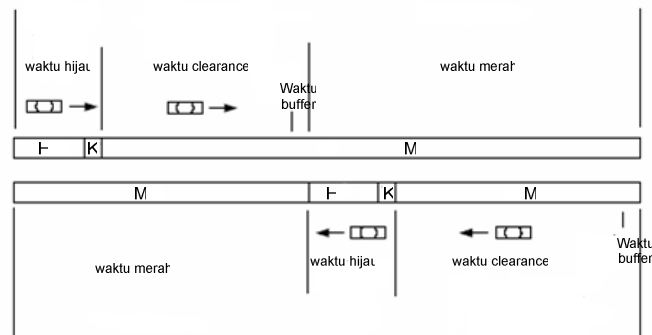 waktu hijau
waktu clearance
waktu merah
Waktu
buffer
H K M
M H K M
waktu merah
waktu hijau
waktu clearance
Waktu
buffer